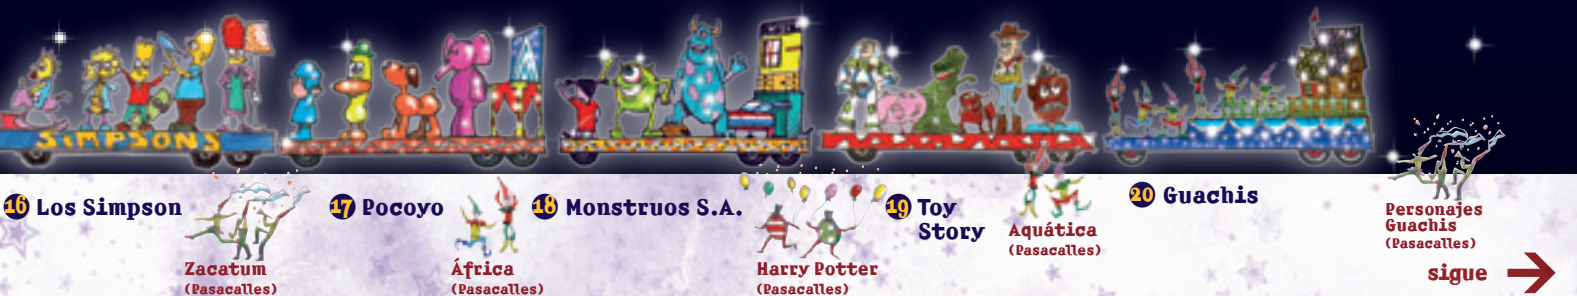 SIMPSONS
16 Los Simpson
Zacatum
(Pasacalles)
17 Pocoyo
África
(Pasacalles)
18 Monstruos S.A.
Harry Potter
(Pasacalles)
19 Toy
Story
Aquática
(Pasacalles)
20 Guachis
Personajes
Guachis
(Pasacalles)
sigue